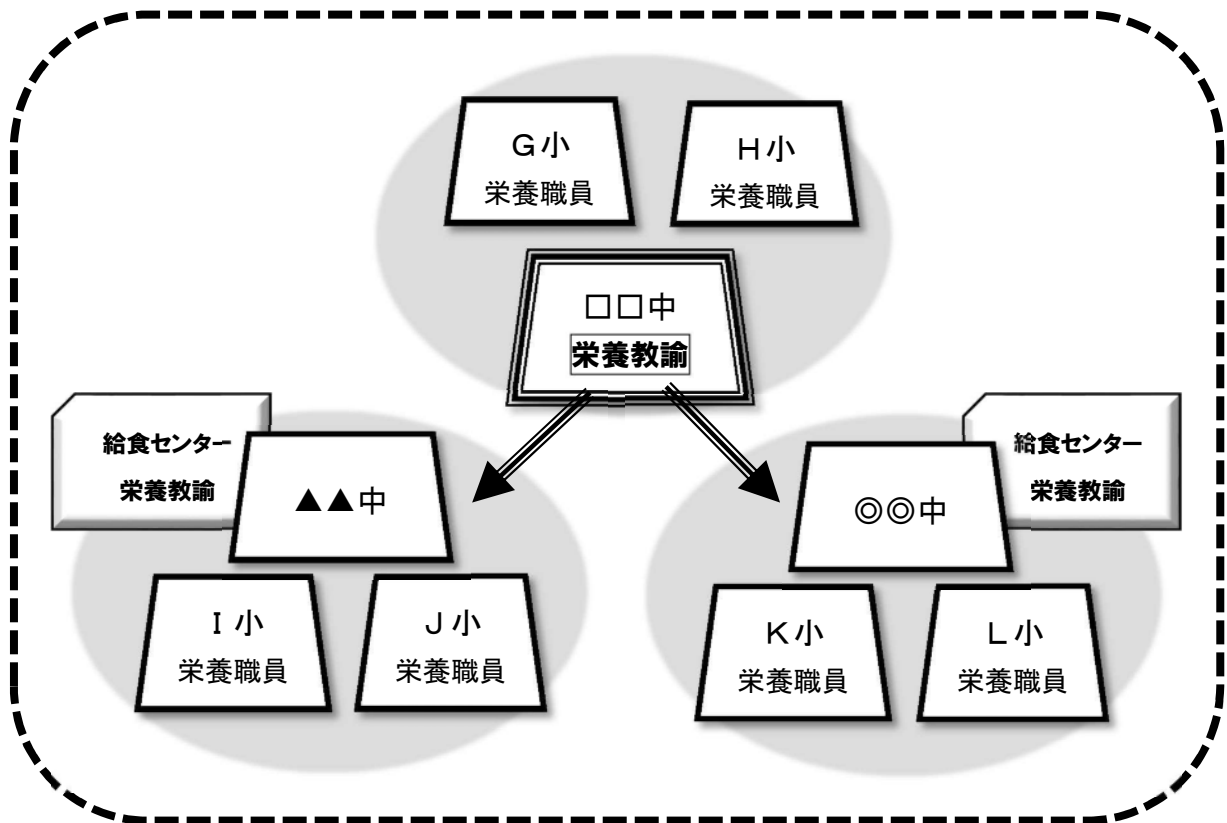 G小
栄養職員
H小
栄養職員
□□中
栄養教諭
給食センター
栄養教諭
▲▲中
I小
栄養職員
J小
栄養職員
給食センター
栄養教諭
◎◎中
K小
栄養職員
L小
栄養職員